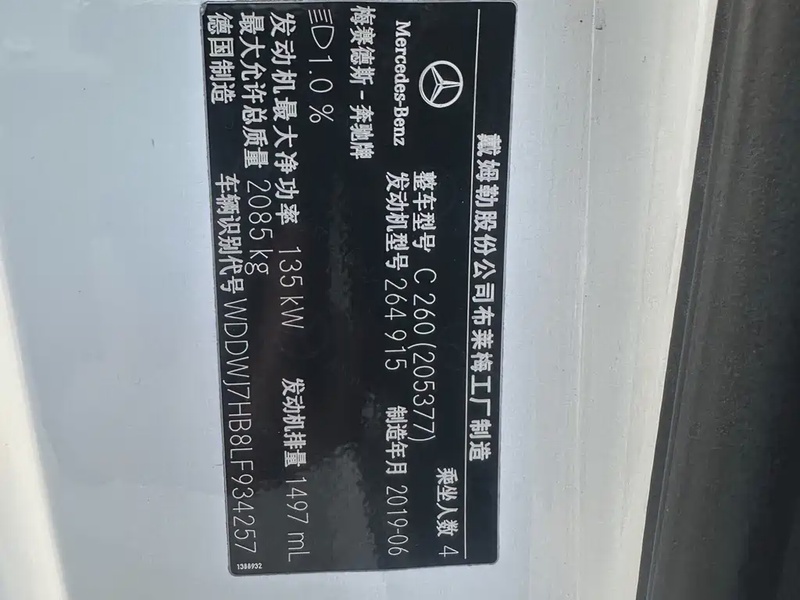 戴姆勒股份公司布莱梅工厂制造
Mercedes-Benz
梅赛德斯-奔驰牌
整车型号 C 260 (205377) 乘坐人数 4
发动机型号 264 915 制造年月 2019-06
1.0 %
发动机最大净功率 135 kW 发动机排量 1497 mL
最大允许总质量 2085 kg
德国制造 车辆识别代号 WDDWJ7HB8LF934257
1388932